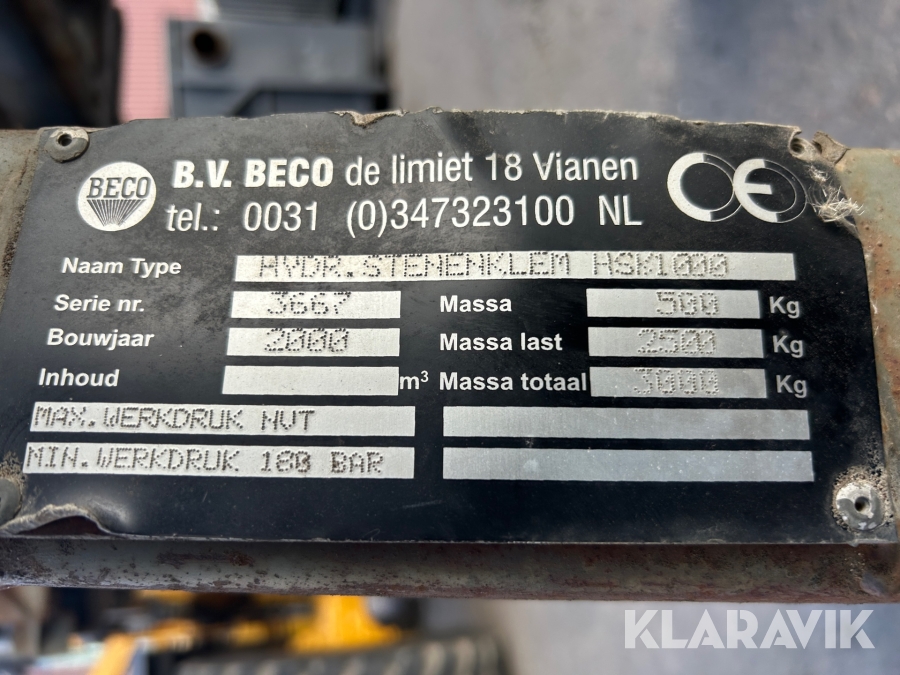 BECO
B.V. BECO de limiet 18 Vianen
tel.: 0031 (0)347323100 NL
CE
Naam Type HYDR.STENENKLEM HSK1000
Serie nr. 3667 Massa 500 Kg
Bouwjaar 2000 Massa last 2500 Kg
Inhoud m³ Massa totaal 3000 Kg
MAX.WERKDRUK NVT
MIN.WERKDRUK 180 BAR
KLARAVIK